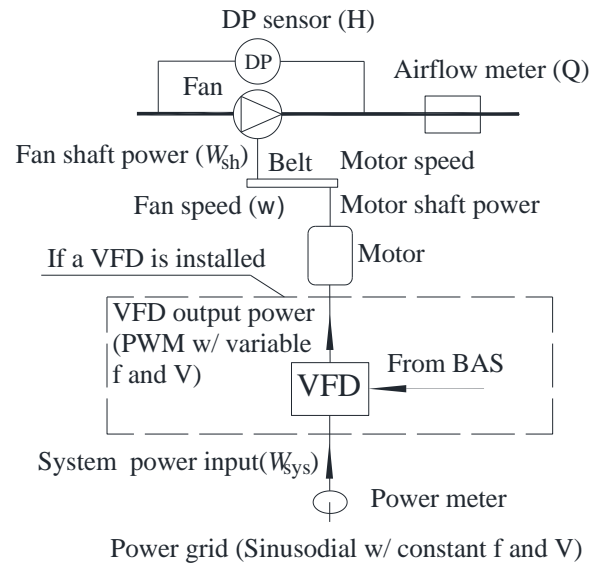 DP sensor (H)
DP
Fan
Airflow meter (Q)
Fan shaft power (Wsh)
Belt
Motor speed
Fan speed (w)
Motor shaft power
Motor
If a VFD is installed
VFD output power
(PWM w/ variable
f and V)
From BAS
VFD
System power input(Wsys)
Power meter
Power grid (Sinusodial w/ constant f and V)